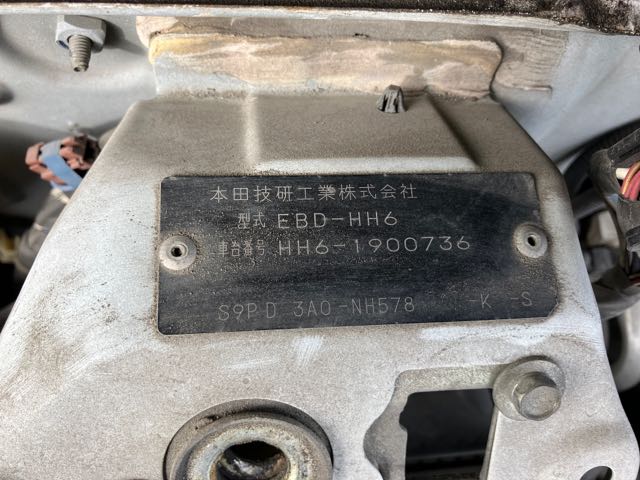 本田技研工業株式会社
型式 EBD-HH6
車台番号 HH6-1900736
S9PD 3A0-NH578 -K -S